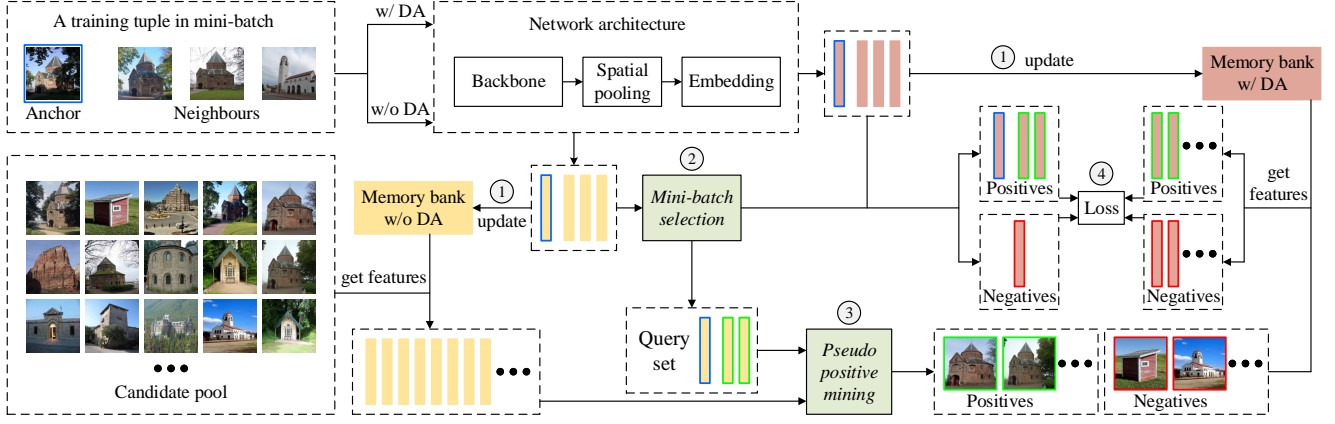 A training tuple in mini-batch
Anchor
Neighbours
w/ DA
w/o DA
Network architecture
Backbone
Spatial
pooling
Embedding
1
update
Memory bank
w/ DA
Candidate pool
Memory bank
w/o DA
1
update
get features
2
Mini-batch
selection
Query
set
3
Pseudo
positive
mining
Positives
Negatives
4
Loss
Positives
Negatives
get
features
Positives
Negatives